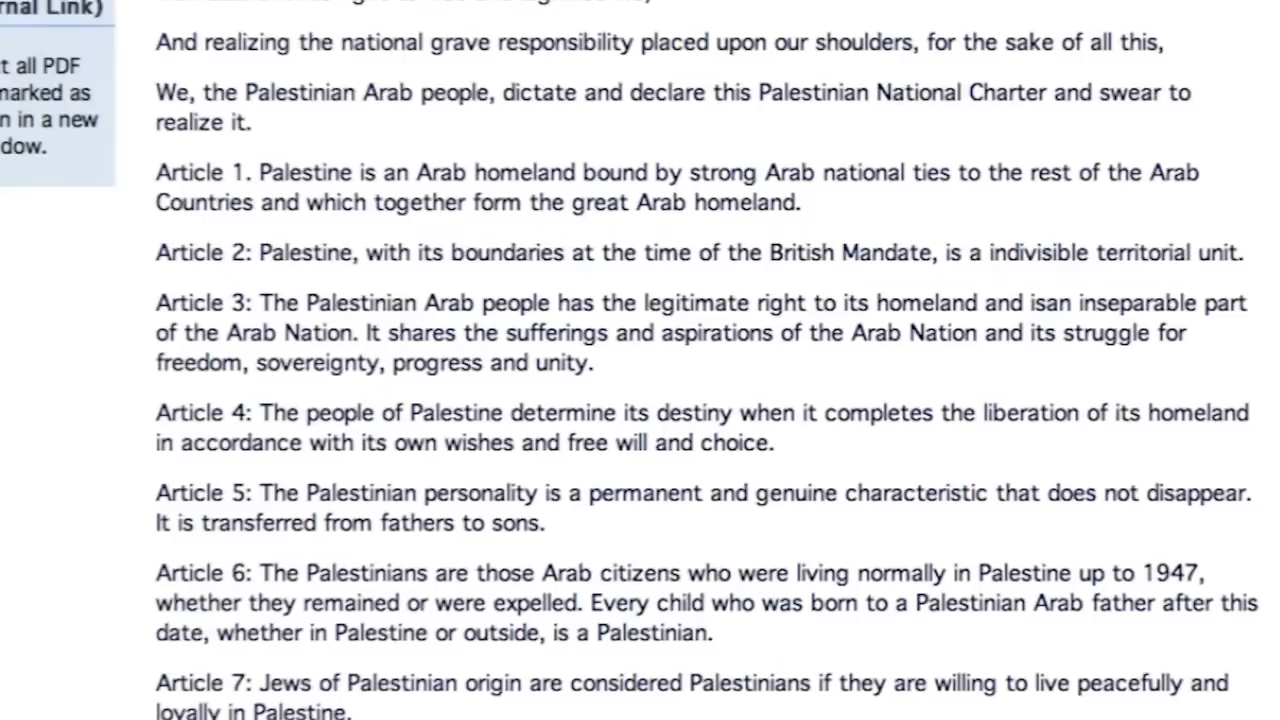 rnal Link)
t all PDF
marked as
n in a new
dow.
And realizing the national grave responsibility placed upon our shoulders, for the sake of all this,
We, the Palestinian Arab people, dictate and declare this Palestinian National Charter and swear to
realize it.
Article 1. Palestine is an Arab homeland bound by strong Arab national ties to the rest of the Arab
Countries and which together form the great Arab homeland.
Article 2: Palestine, with its boundaries at the time of the British Mandate, is a indivisible territorial unit.
Article 3: The Palestinian Arab people has the legitimate right to its homeland and isan inseparable part
of the Arab Nation. It shares the sufferings and aspirations of the Arab Nation and its struggle for
freedom, sovereignty, progress and unity.
Article 4: The people of Palestine determine its destiny when it completes the liberation of its homeland
in accordance with its own wishes and free will and choice.
Article 5: The Palestinian personality is a permanent and genuine characteristic that does not disappear.
It is transferred from fathers to sons.
Article 6: The Palestinians are those Arab citizens who were living normally in Palestine up to 1947,
whether they remained or were expelled. Every child who was born to a Palestinian Arab father after this
date, whether in Palestine or outside, is a Palestinian.
Article 7: Jews of Palestinian origin are considered Palestinians if they are willing to live peacefully and
loyally in Palestine.